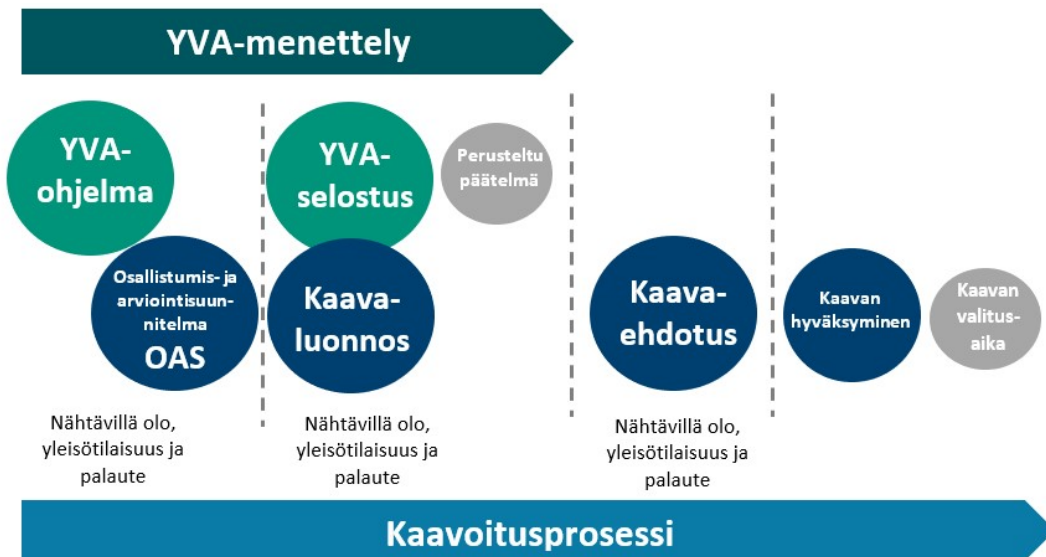 YVA-menettely
YVA-
ohjelma
YVA-
selostus
Perusteltu
päätelmä
Osallistumis- ja
arviointisuun-
nitelma
OAS
Kaava-
luonnos
Kaava-
ehdotus
Kaavan
hyväksyminen
Kaavan
valitus-
aika
Nähtävillä olo,
yleisötilaisuus ja
palaute
Nähtävillä olo,
yleisötilaisuus ja
palaute
Nähtävillä olo,
yleisötilaisuus ja
palaute
Kaavoitusprosessi